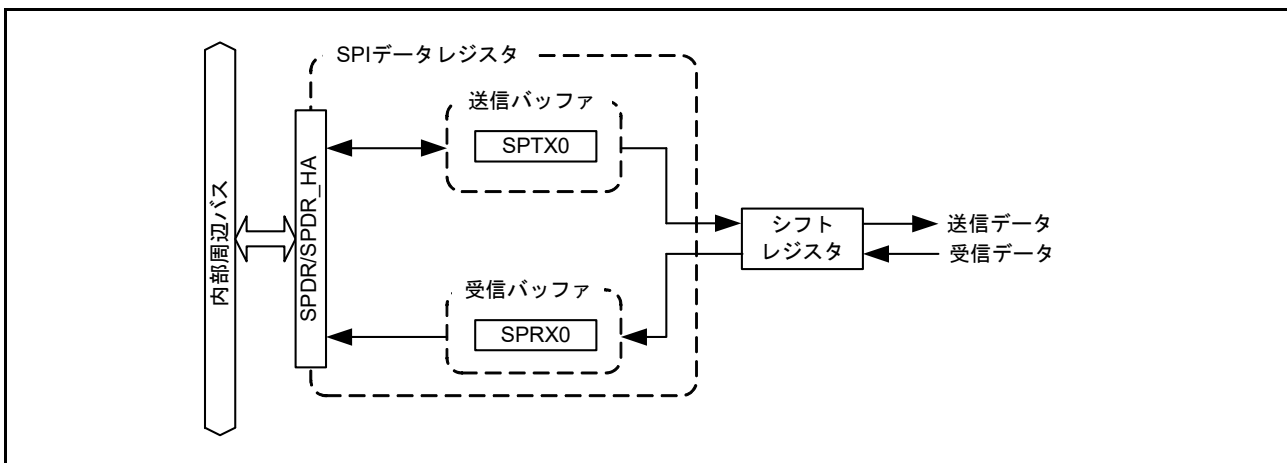 SPIデータレジスタ
送信バッファ
SPTX0
内部周辺バス
SPDR/SPDR_HA
シフト
レジスタ
送信データ
受信データ
受信バッファ
SPRX0